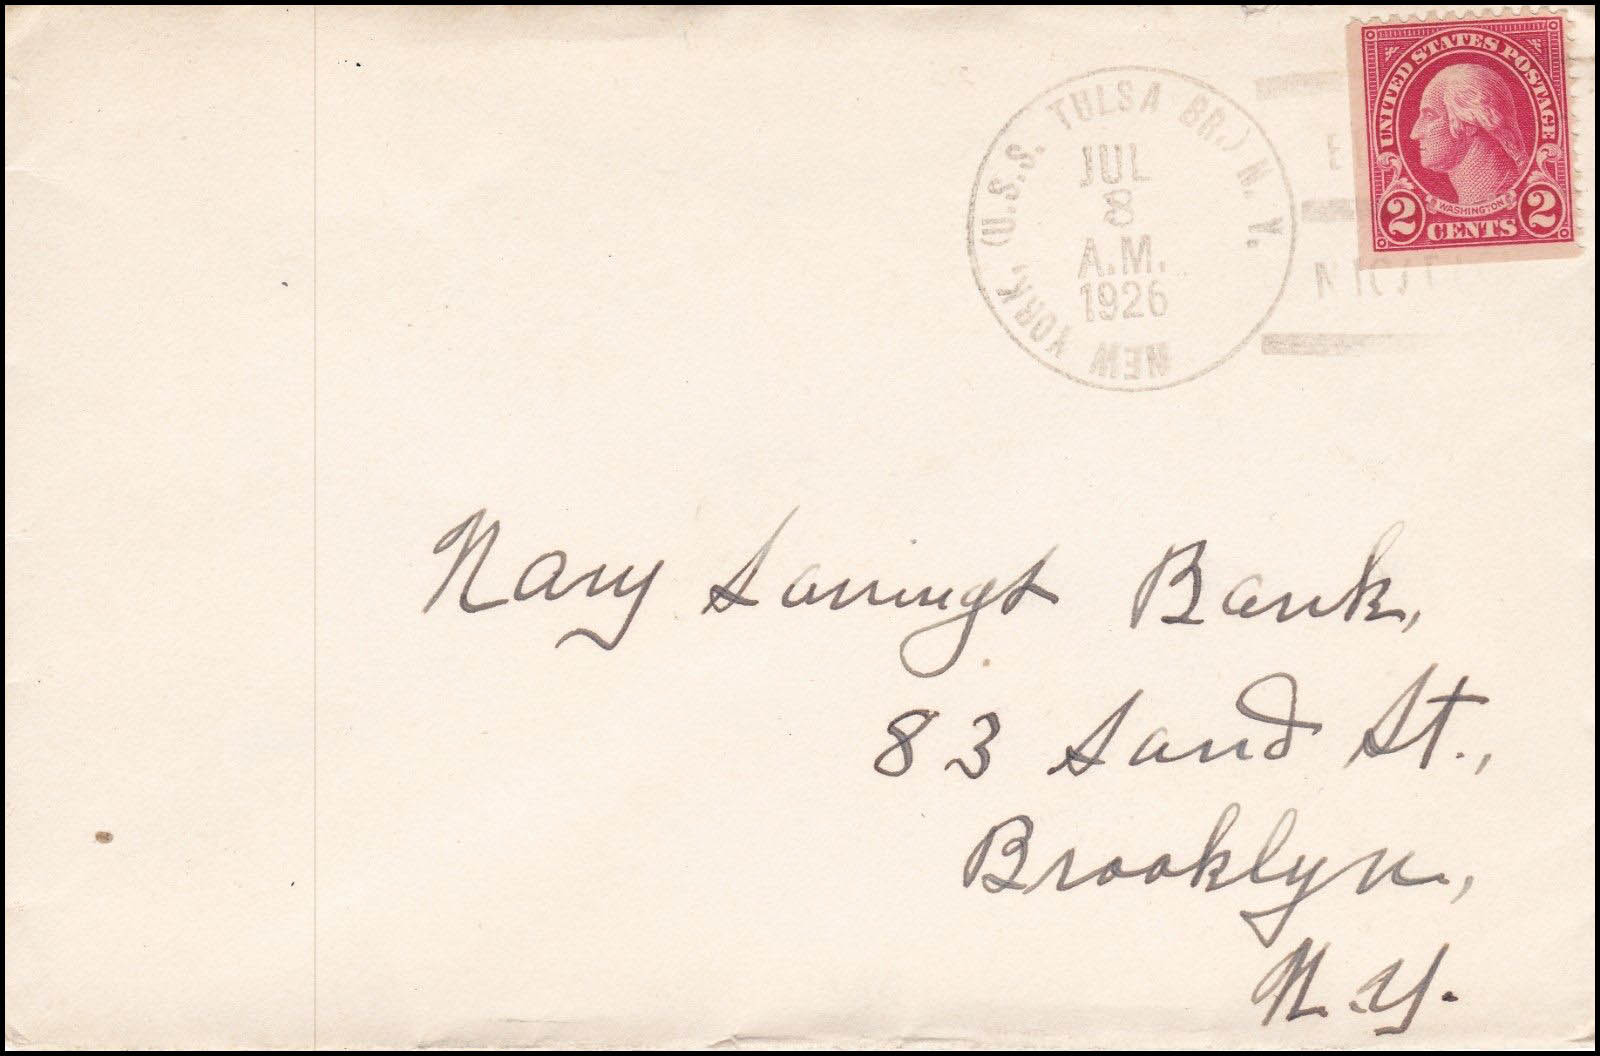 NEW YORK, (U.S.S. TULSA BR.) N.Y.
JUL
8
A.M.
1926
UNITED STATES POSTAGE
WASHINGTON
2 CENTS 2
Navy Savings Bank,
83 Sand St.,
Brooklyn,
N.Y.